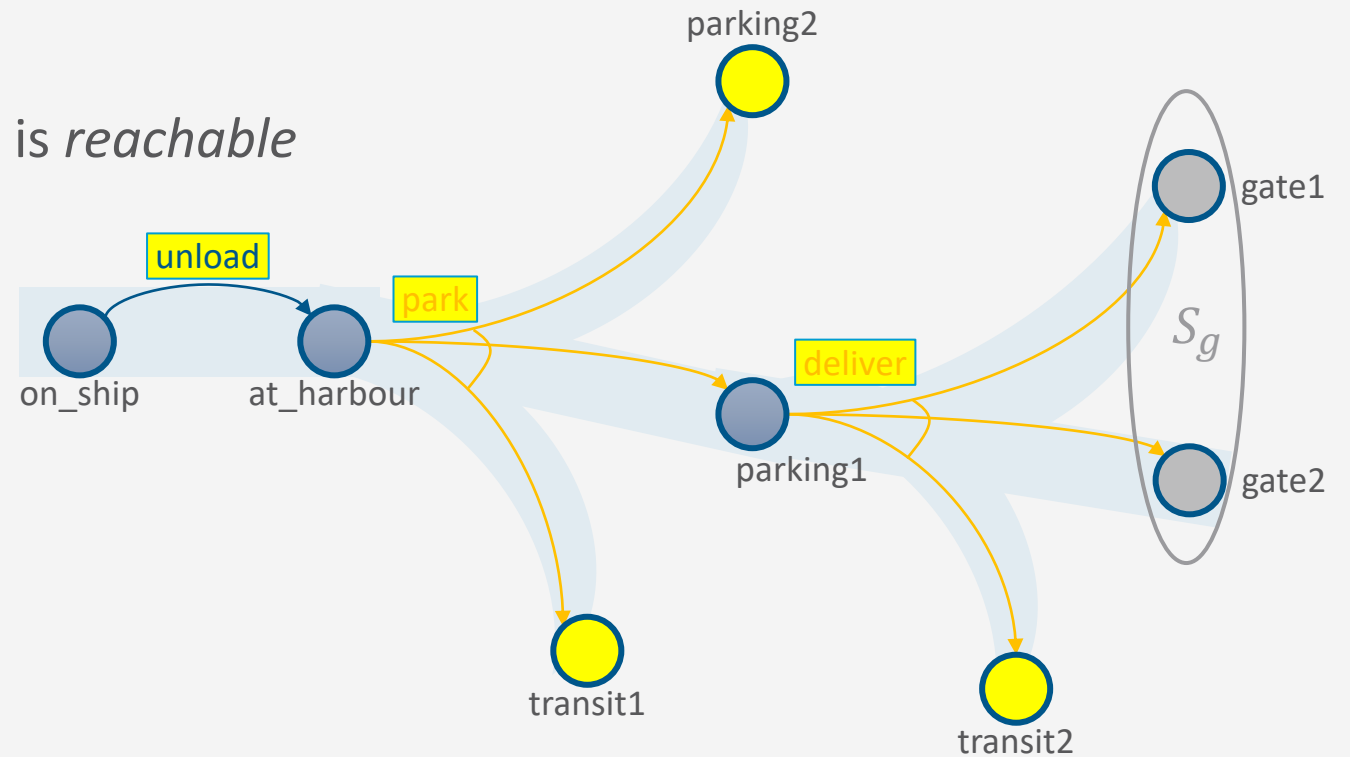 parking2
is reachable
gate1
unload
park
S_g
deliver
on_ship
at_harbour
parking1
gate2
transit1
transit2